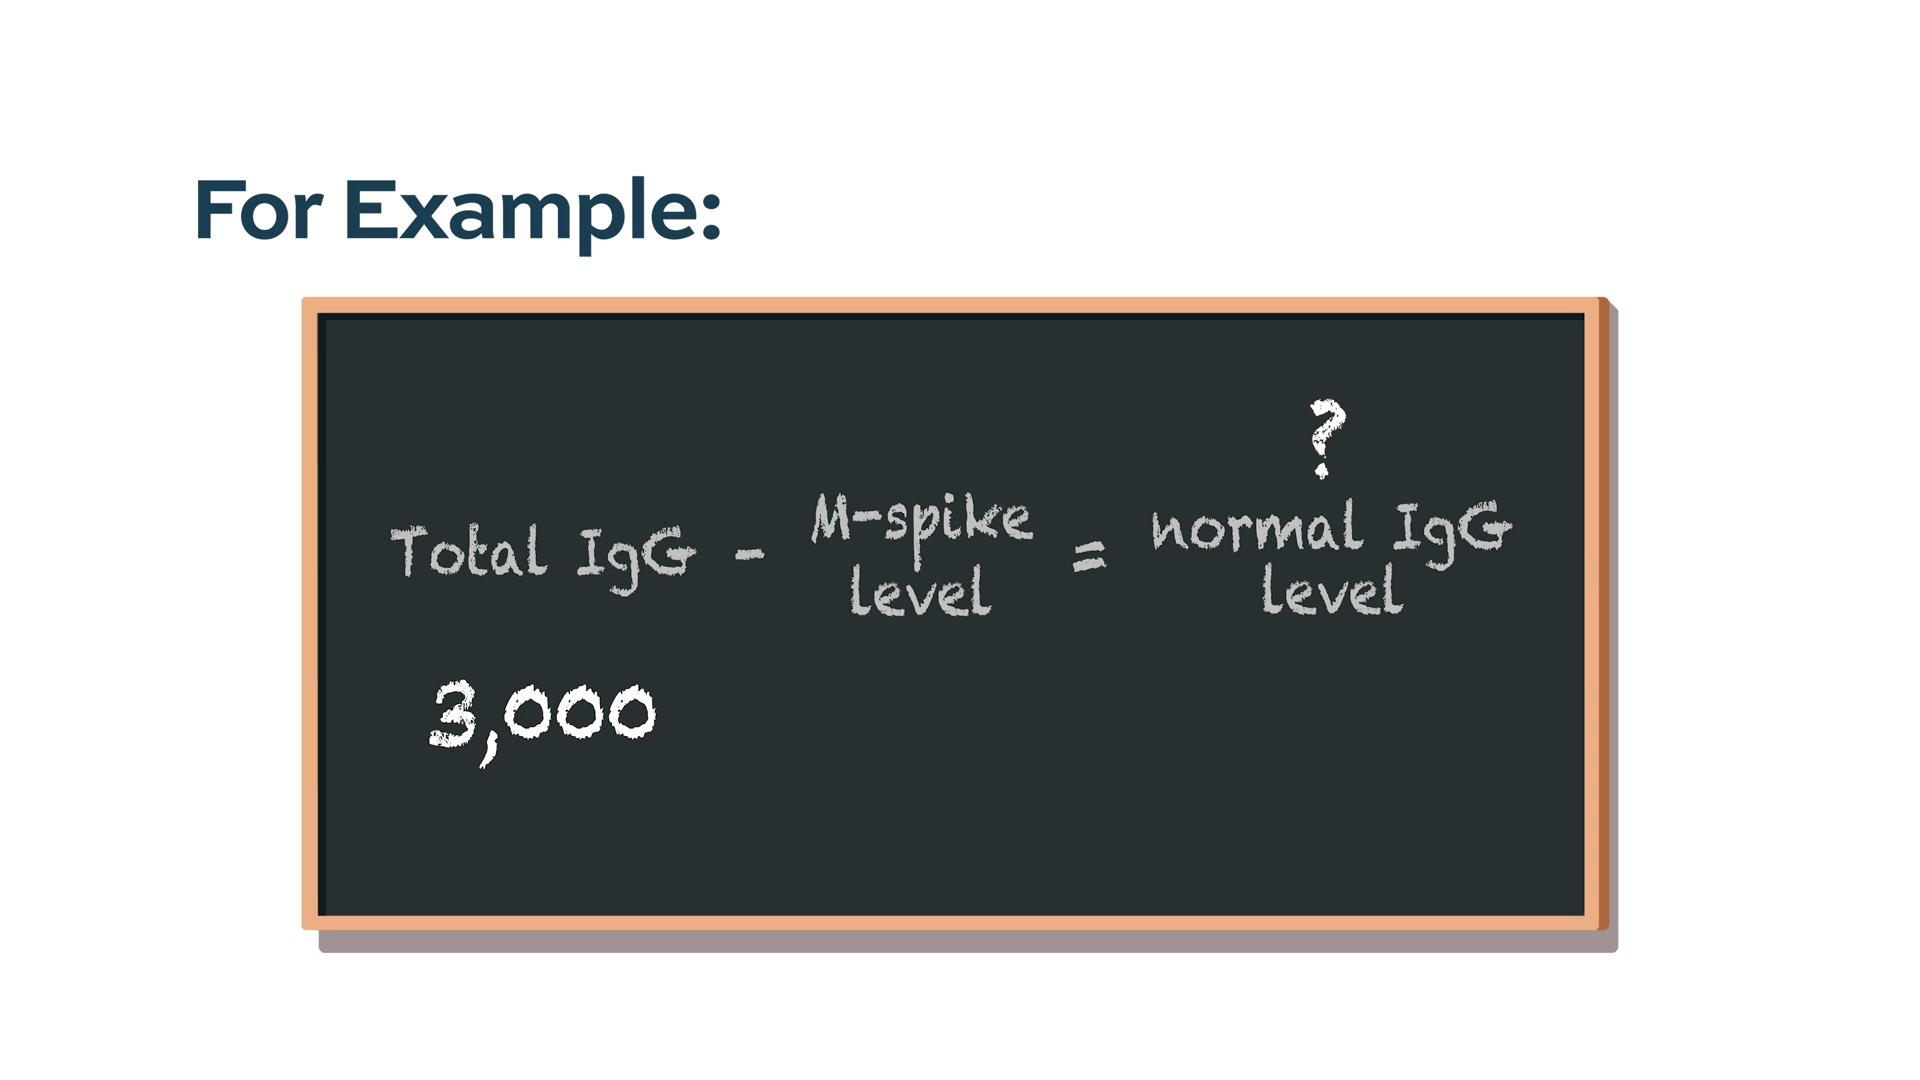 For Example:
?
Total IgG - M-spike level = normal IgG level
3,000